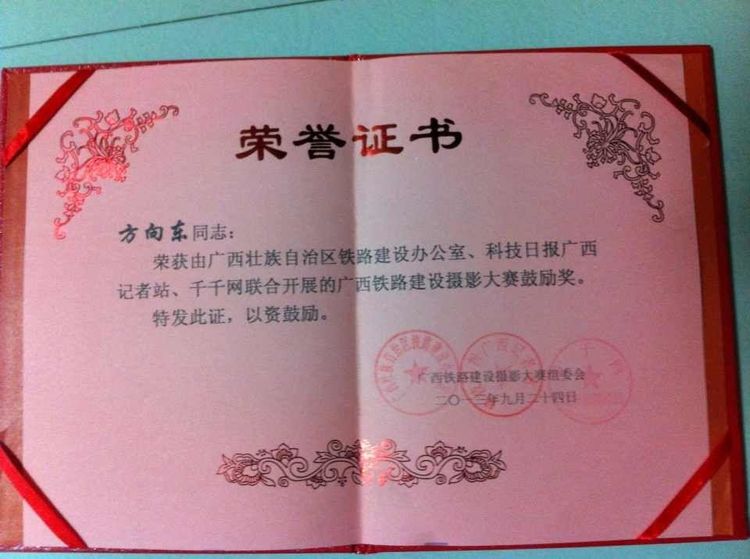 荣誉证书
方向东同志：
荣获由广西壮族自治区铁路建设办公室、科技日报广西
记者站、千千网联合开展的广西铁路建设摄影大赛鼓励奖。
特发此证，以资鼓励。
广西铁路建设摄影大赛组委会
二〇一三年九月二十四日